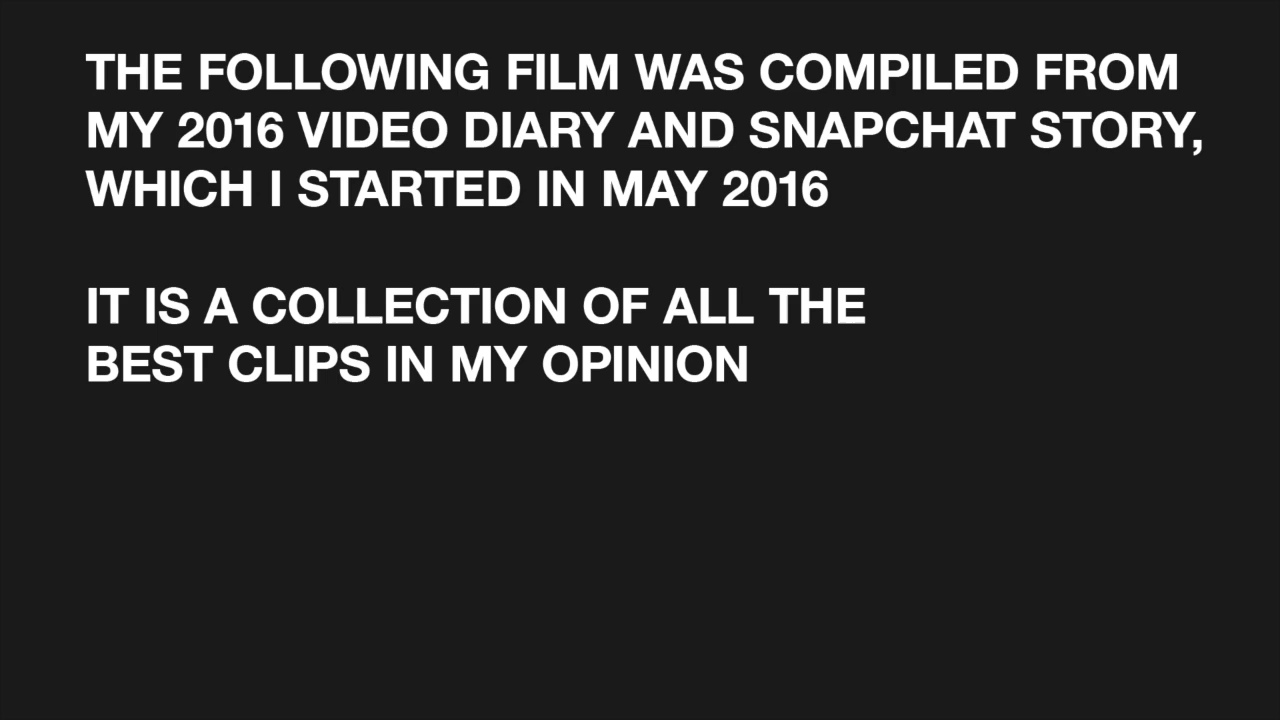 THE FOLLOWING FILM WAS COMPILED FROM
MY 2016 VIDEO DIARY AND SNAPCHAT STORY,
WHICH I STARTED IN MAY 2016
IT IS A COLLECTION OF ALL THE
BEST CLIPS IN MY OPINION